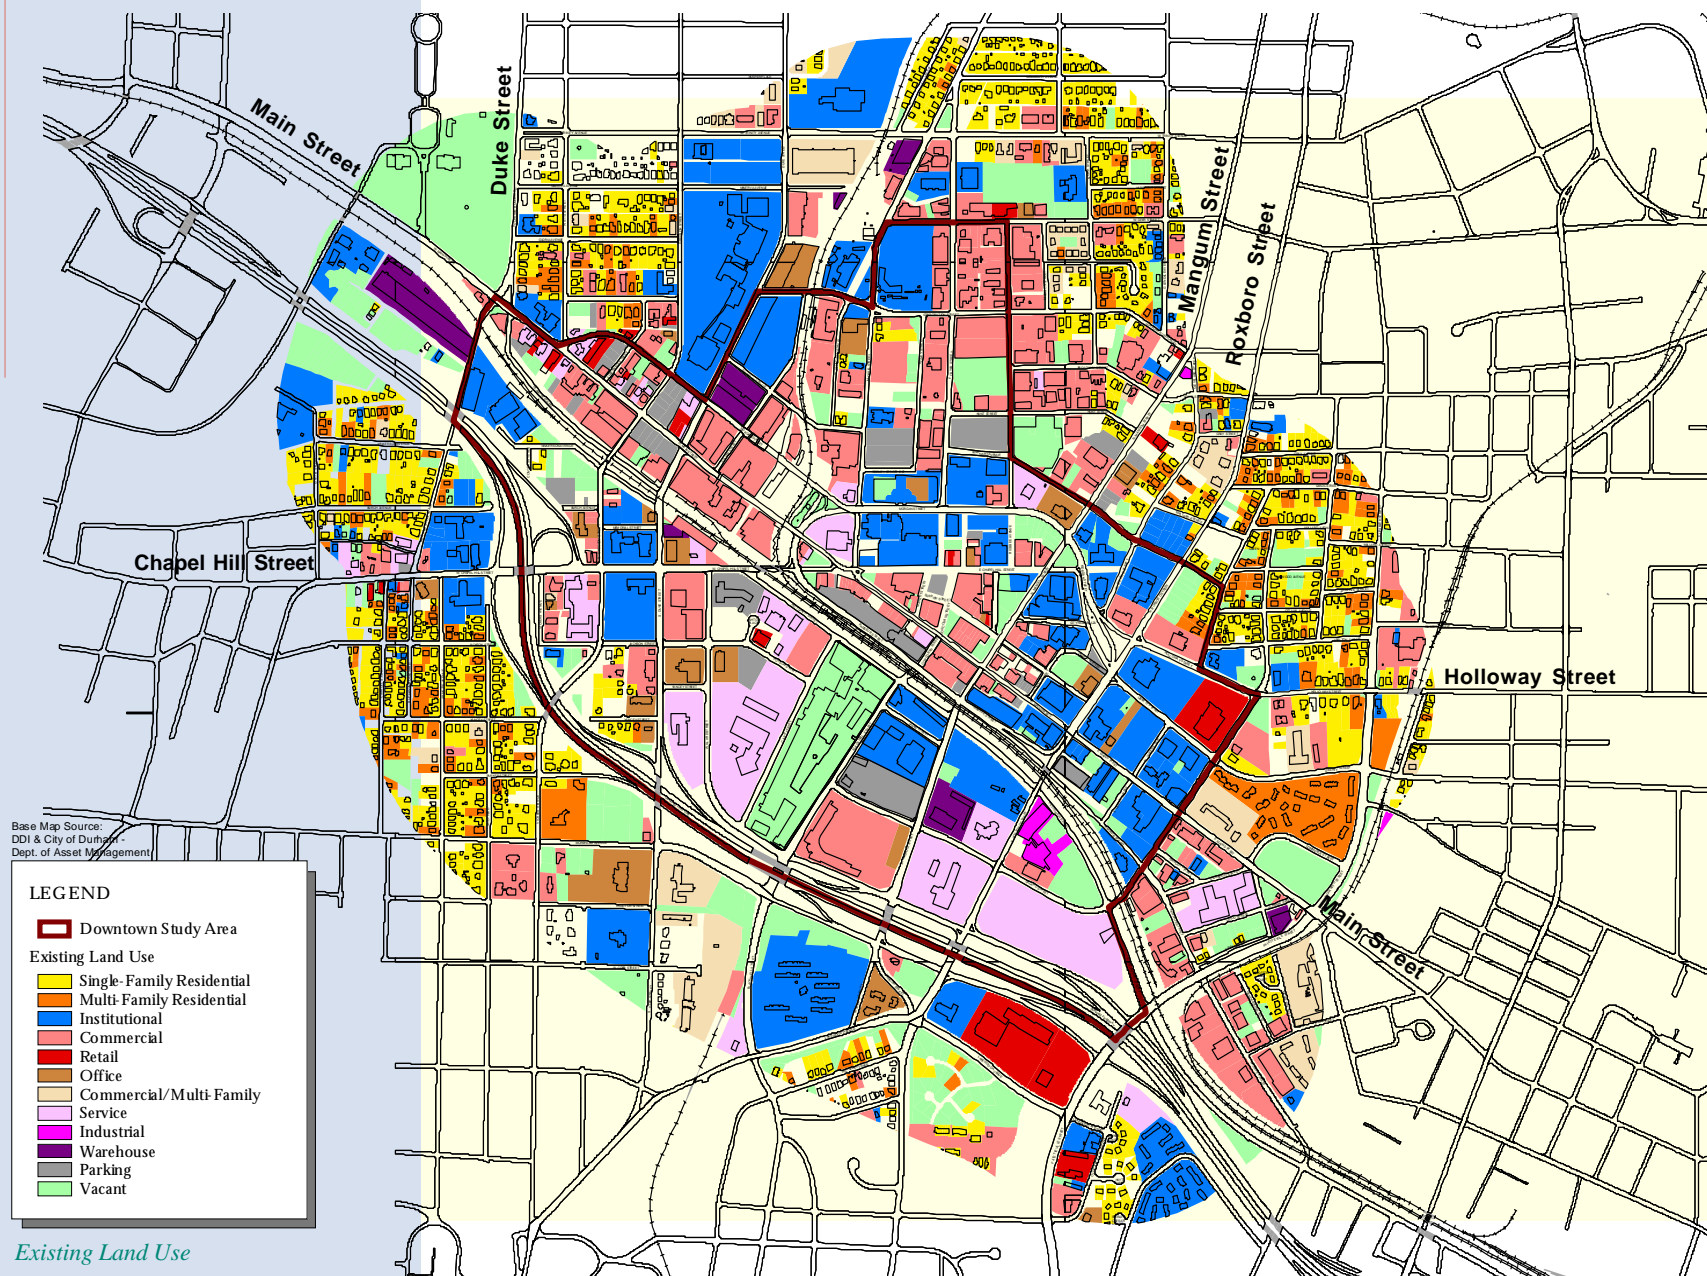 Main Street
Duke Street
Mangum Street
Roxboro Street
Chapel Hill Street
Holloway Street
Main Street
Base Map Source:
DDI & City of Durham -
Dept. of Asset Management
LEGEND
Downtown Study Area
Existing Land Use
Single-Family Residential
Multi-Family Residential
Institutional
Commercial
Retail
Office
Commercial/Multi-Family
Service
Industrial
Warehouse
Parking
Vacant
Existing Land Use